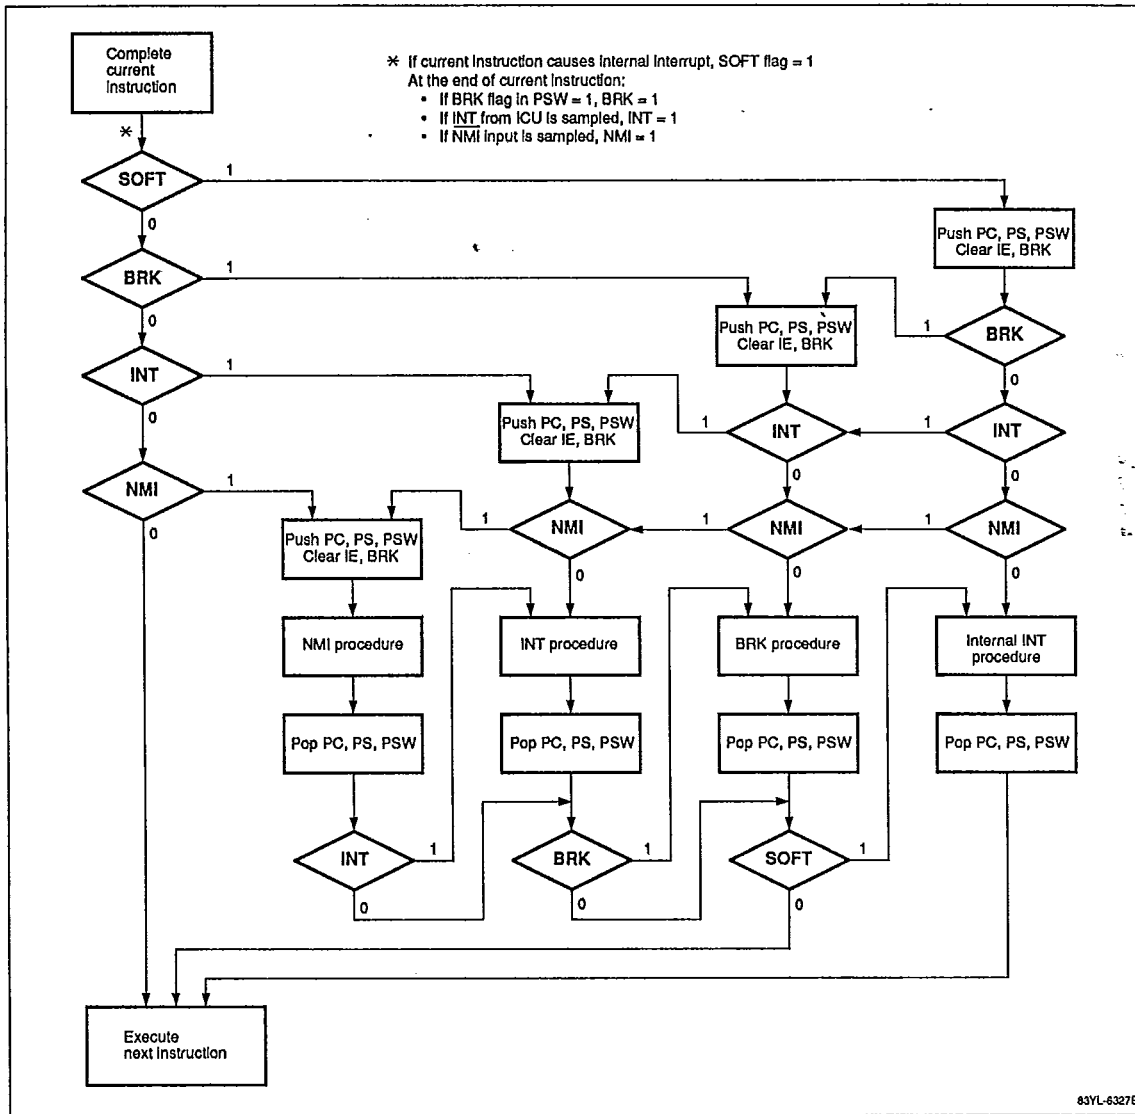 Complete
current
Instruction
* If current Instruction causes Internal Interrupt, SOFT flag = 1
At the end of current Instruction:
• If BRK flag in PSW = 1, BRK = 1
• If INT from ICU is sampled, INT = 1
• If NMI input is sampled, NMI = 1
*
SOFT
1
0
Push PC, PS, PSW
Clear IE, BRK
BRK
1
0
Push PC, PS, PSW
Clear IE, BRK
1
BRK
0
INT
1
0
Push PC, PS, PSW
Clear IE, BRK
1
INT
0
1
INT
0
NMI
1
0
Push PC, PS, PSW
Clear IE, BRK
1
NMI
0
1
NMI
0
1
NMI
0
NMI procedure
INT procedure
BRK procedure
Internal INT
procedure
Pop PC, PS, PSW
Pop PC, PS, PSW
Pop PC, PS, PSW
Pop PC, PS, PSW
INT
1
0
BRK
1
0
SOFT
1
0
Execute
next Instruction
83YL-6327B